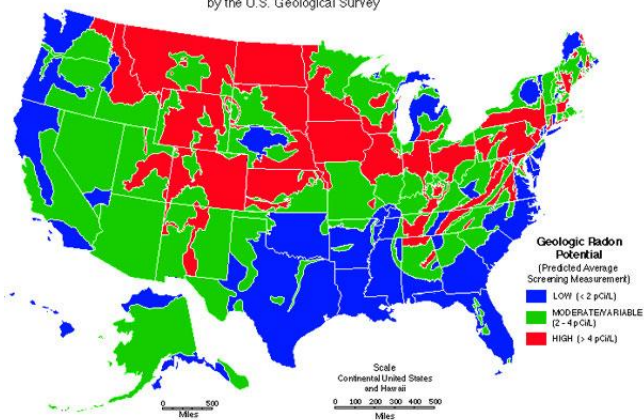 by the U.S. Geological Survey
Geologic Radon
Potential
(Predicted Average
Screening Measurement)
LOW (< 2 pCi/L)
MODERATE/VARIABLE
(2 - 4 pCi/L)
HIGH (> 4 pCi/L)
Scale
Continental United States
and Hawaii
0 500
Miles
0 100 200 300 400 500
Miles